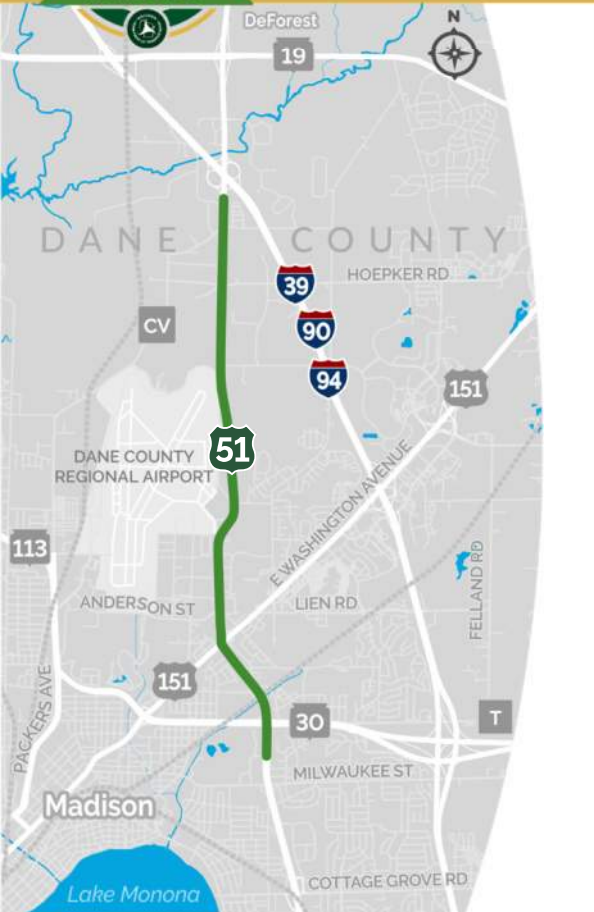 DeForest
N
19
DANE COUNTY
HOEPKER RD
39
90
CV
94
151
51
DANE COUNTY
REGIONAL AIRPORT
E WASHINGTON AVENUE
113
FELLAND RD
ANDERSON ST
LIEN RD
151
PACKERS AVE
30
T
MILWAUKEE ST
Madison
COTTAGE GROVE RD
Lake Monona